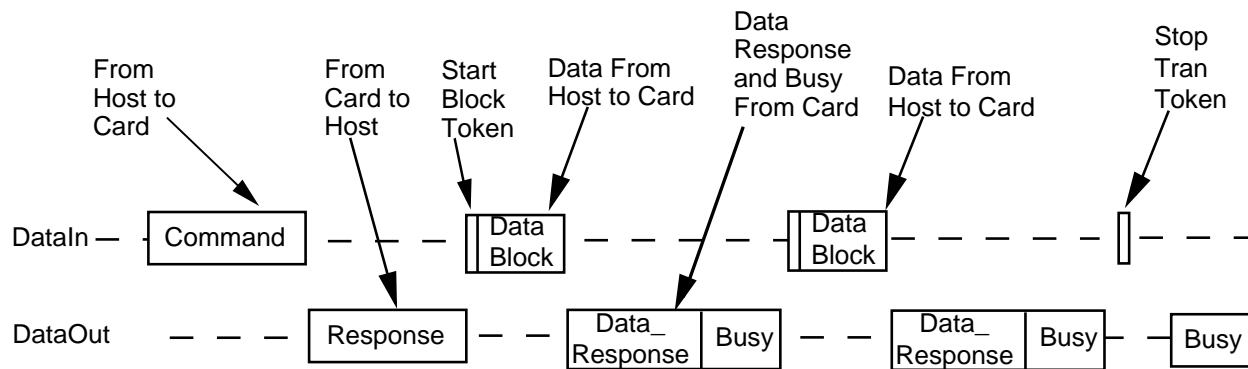 From
Host to
Card
From
Card to
Host
Start
Block
Token
Data From
Host to Card
Data
Response
and Busy
From Card
Data From
Host to Card
Stop
Tran
Token
DataIn
Command
Data
Block
Data
Block
DataOut
Response
Data_
Response
Busy
Data_
Response
Busy
Busy